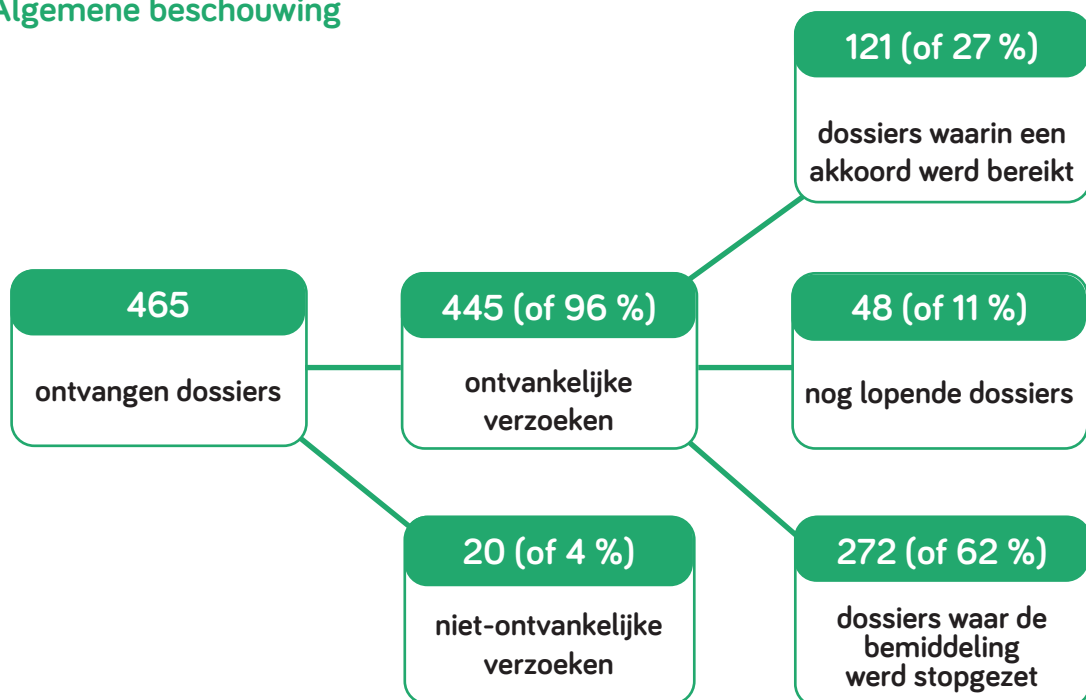 Algemene beschouwing
121 (of 27 %)
dossiers waarin een
akkoord werd bereikt
465
ontvangen dossiers
445 (of 96 %)
ontvankelijke
verzoeken
48 (of 11 %)
nog lopende dossiers
20 (of 4 %)
niet-ontvankelijke
verzoeken
272 (of 62 %)
dossiers waar de
bemiddeling
werd stopgezet